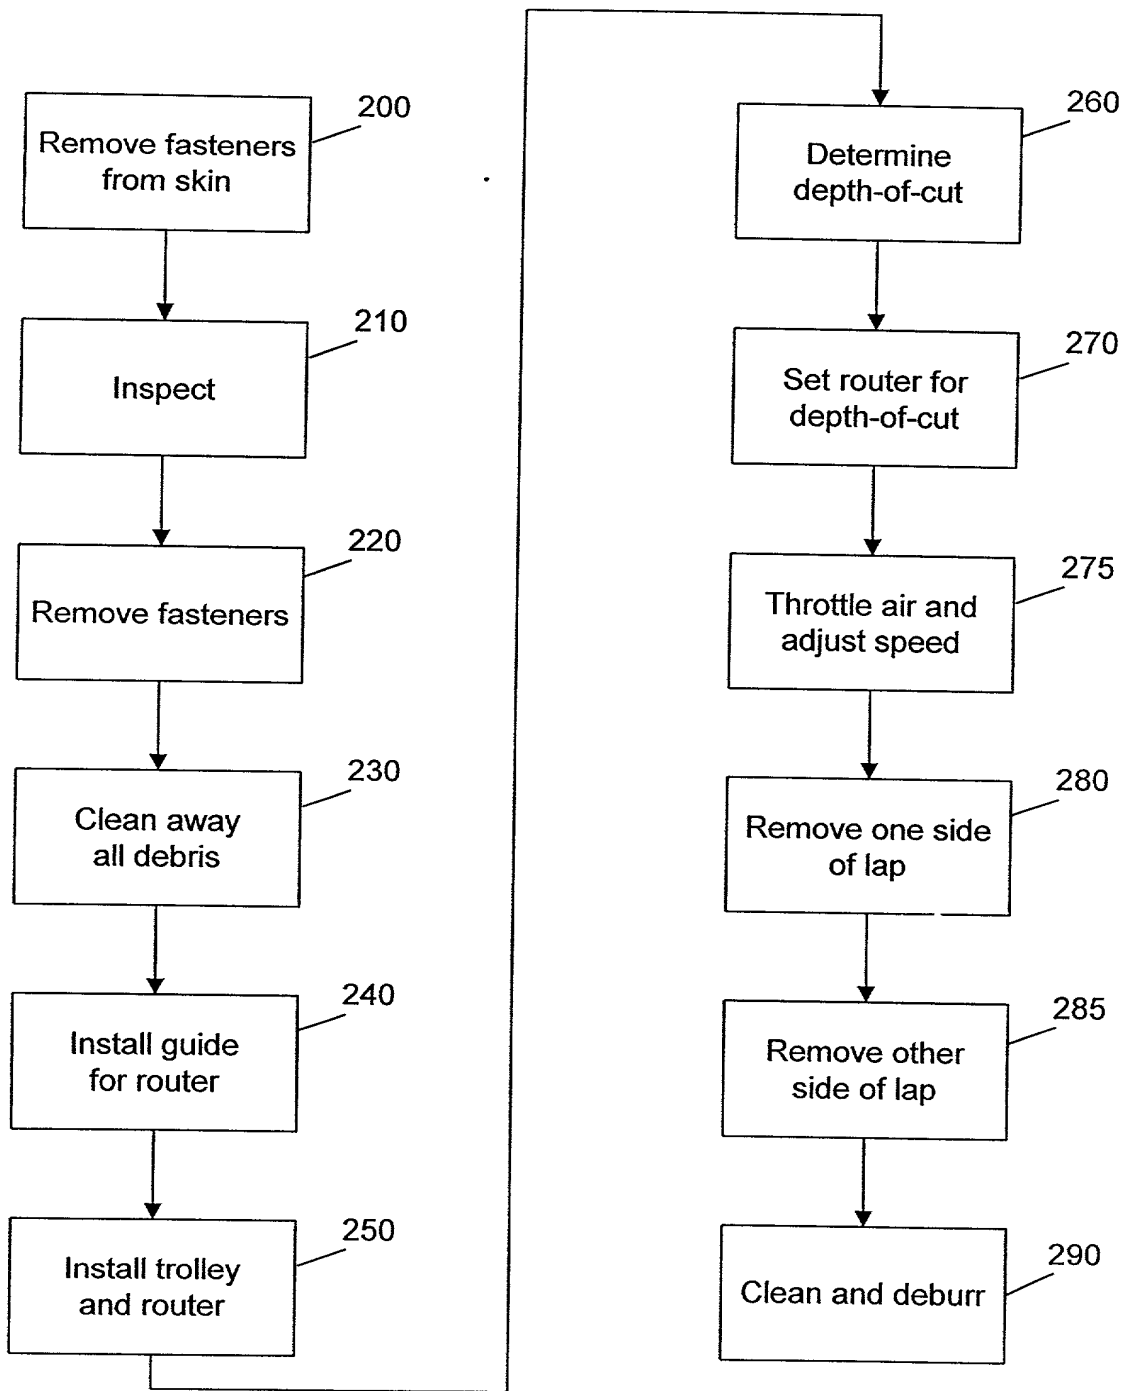 200
Remove fasteners
from skin
210
Inspect
220
Remove fasteners
230
Clean away
all debris
240
Install guide
for router
250
Install trolley
and router
260
Determine
depth-of-cut
270
Set router for
depth-of-cut
275
Throttle air and
adjust speed
280
Remove one side
of lap
285
Remove other
side of lap
290
Clean and deburr